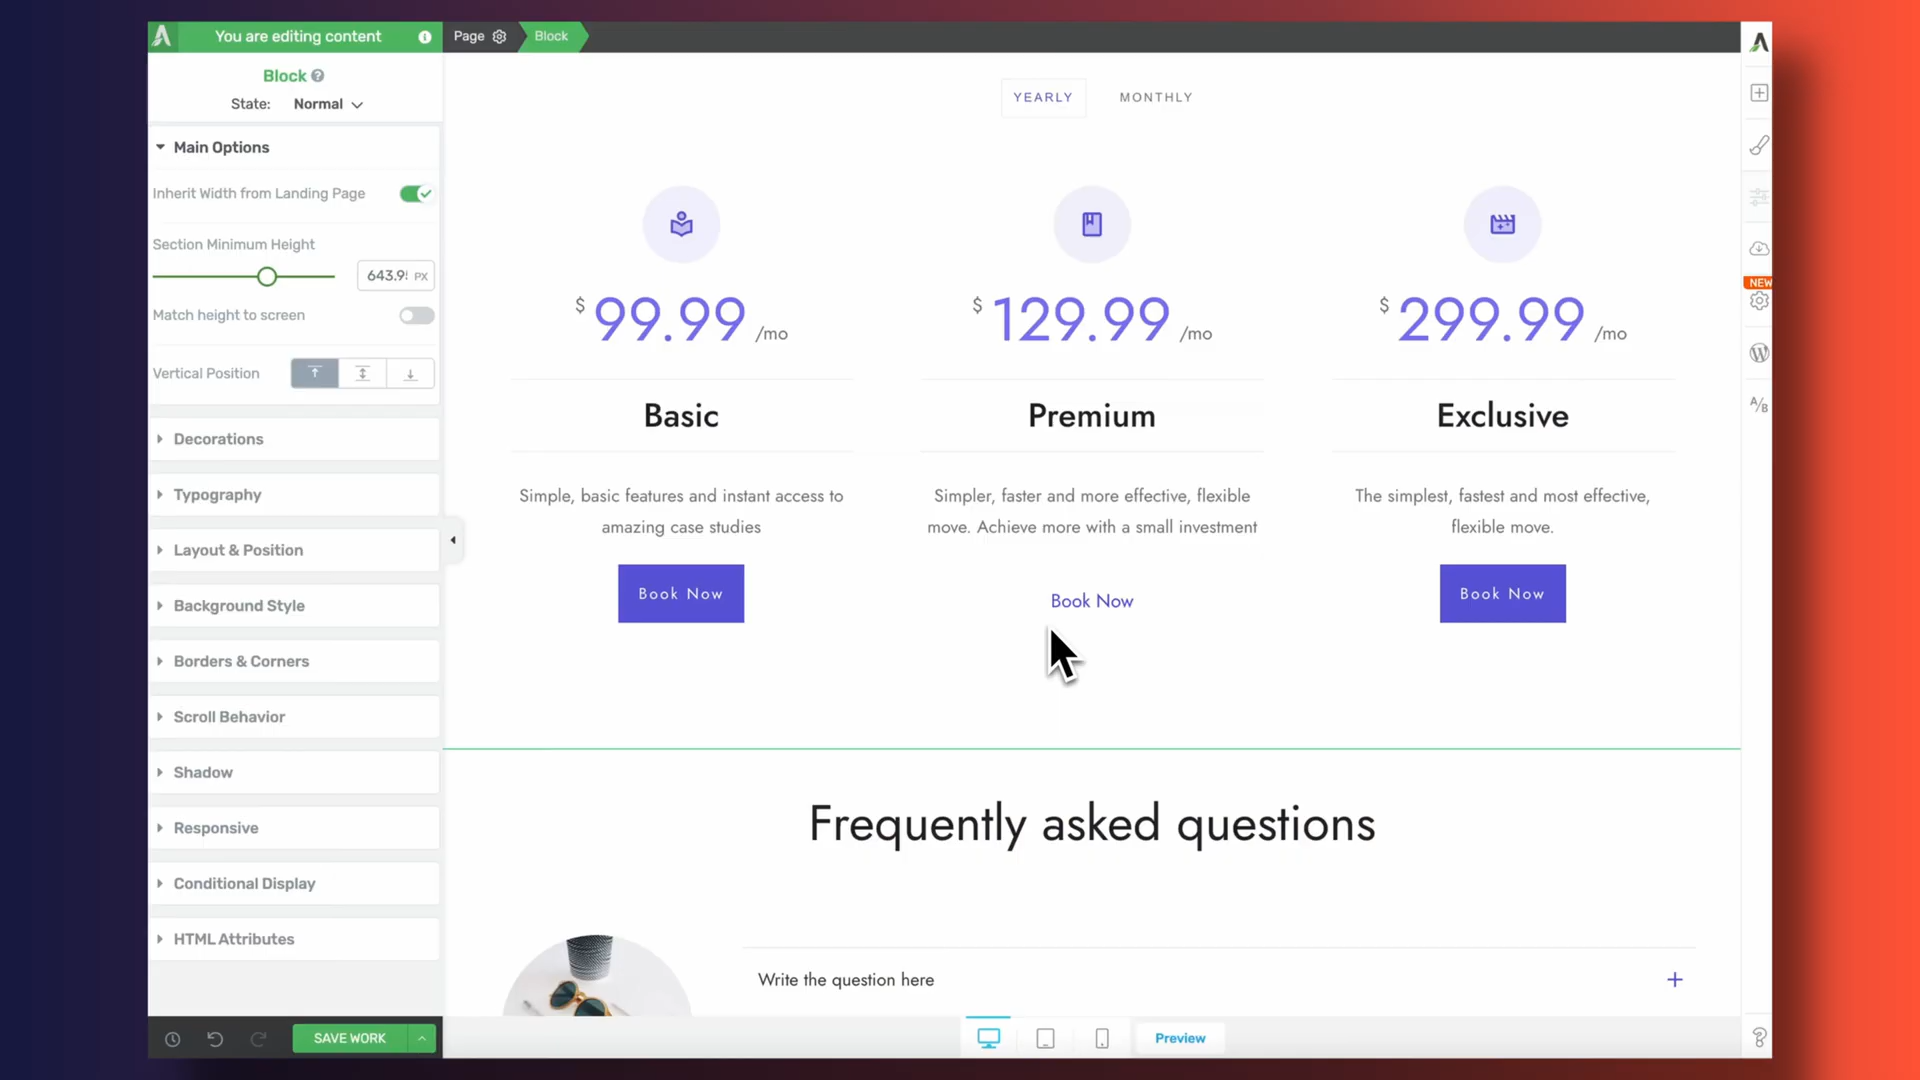 You are editing content
Page
Block
Block
State: Normal
Main Options
Inherit Width from Landing Page
Section Minimum Height
643.9 PX
Match height to screen
Vertical Position
Decorations
Typography
Layout & Position
Background Style
Borders & Corners
Scroll Behavior
Shadow
Responsive
Conditional Display
HTML Attributes
SAVE WORK
YEARLY
MONTHLY
$ 99.99 /mo
Basic
Simple, basic features and instant access to
amazing case studies
Book Now
$ 129.99 /mo
Premium
Simpler, faster and more effective, flexible
move. Achieve more with a small investment
Book Now
$ 299.99 /mo
Exclusive
The simplest, fastest and most effective,
flexible move.
Book Now
Frequently asked questions
Write the question here
Preview
NEW
A/B